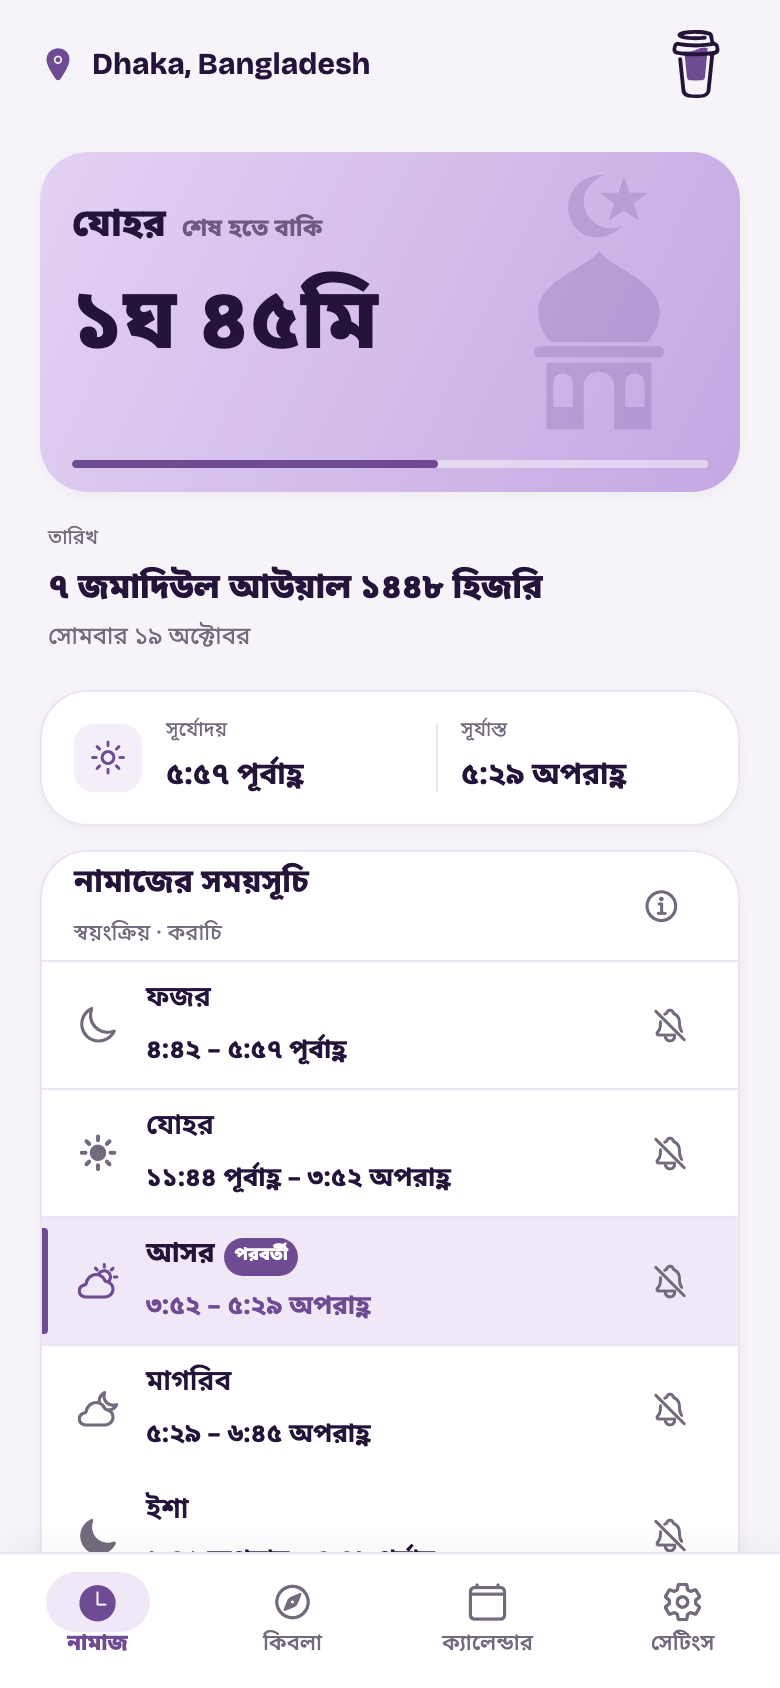 Dhaka, Bangladesh
যোহর শেষ হতে বাকি
১ঘ ৪৫মি
তারিখ
৭ জমাদিউল আউয়াল ১৪৪৮ হিজরি
সোমবার ১৯ অক্টোবর
সূর্যোদয় সূর্যাস্ত
৫:৫৭ পূর্বাহ্ণ ৫:২৯ অপরাহ্ণ
নামাজের সময়সূচি
স্বয়ংক্রিয় · করাচি
ফজর
৪:৪২ – ৫:৫৭ পূর্বাহ্ণ
যোহর
১১:৪৪ পূর্বাহ্ণ – ৩:৫২ অপরাহ্ণ
আসর পরবর্তী
৩:৫২ – ৫:২৯ অপরাহ্ণ
মাগরিব
৫:২৯ – ৬:৪৫ অপরাহ্ণ
ইশা
নামাজ কিবলা ক্যালেন্ডার সেটিংস